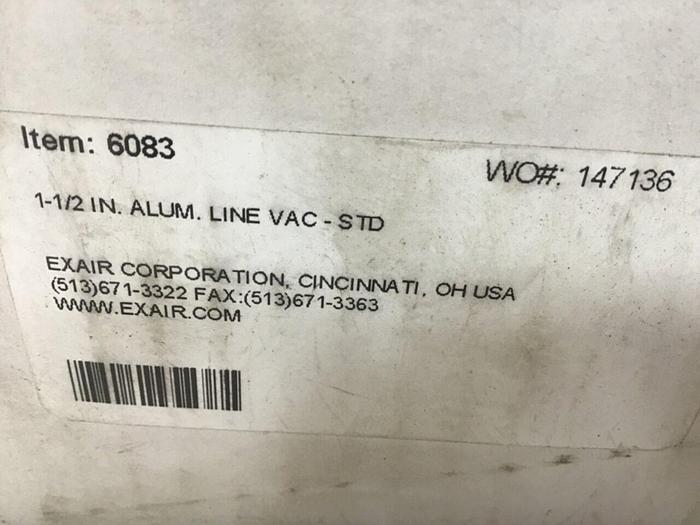 Item: 6083
WO#: 147136
1-1/2 IN. ALUM. LINE VAC - STD
EXAIR CORPORATION, CINCINNATI, OH USA
(513)671-3322 FAX:(513)671-3363
WWW.EXAIR.COM